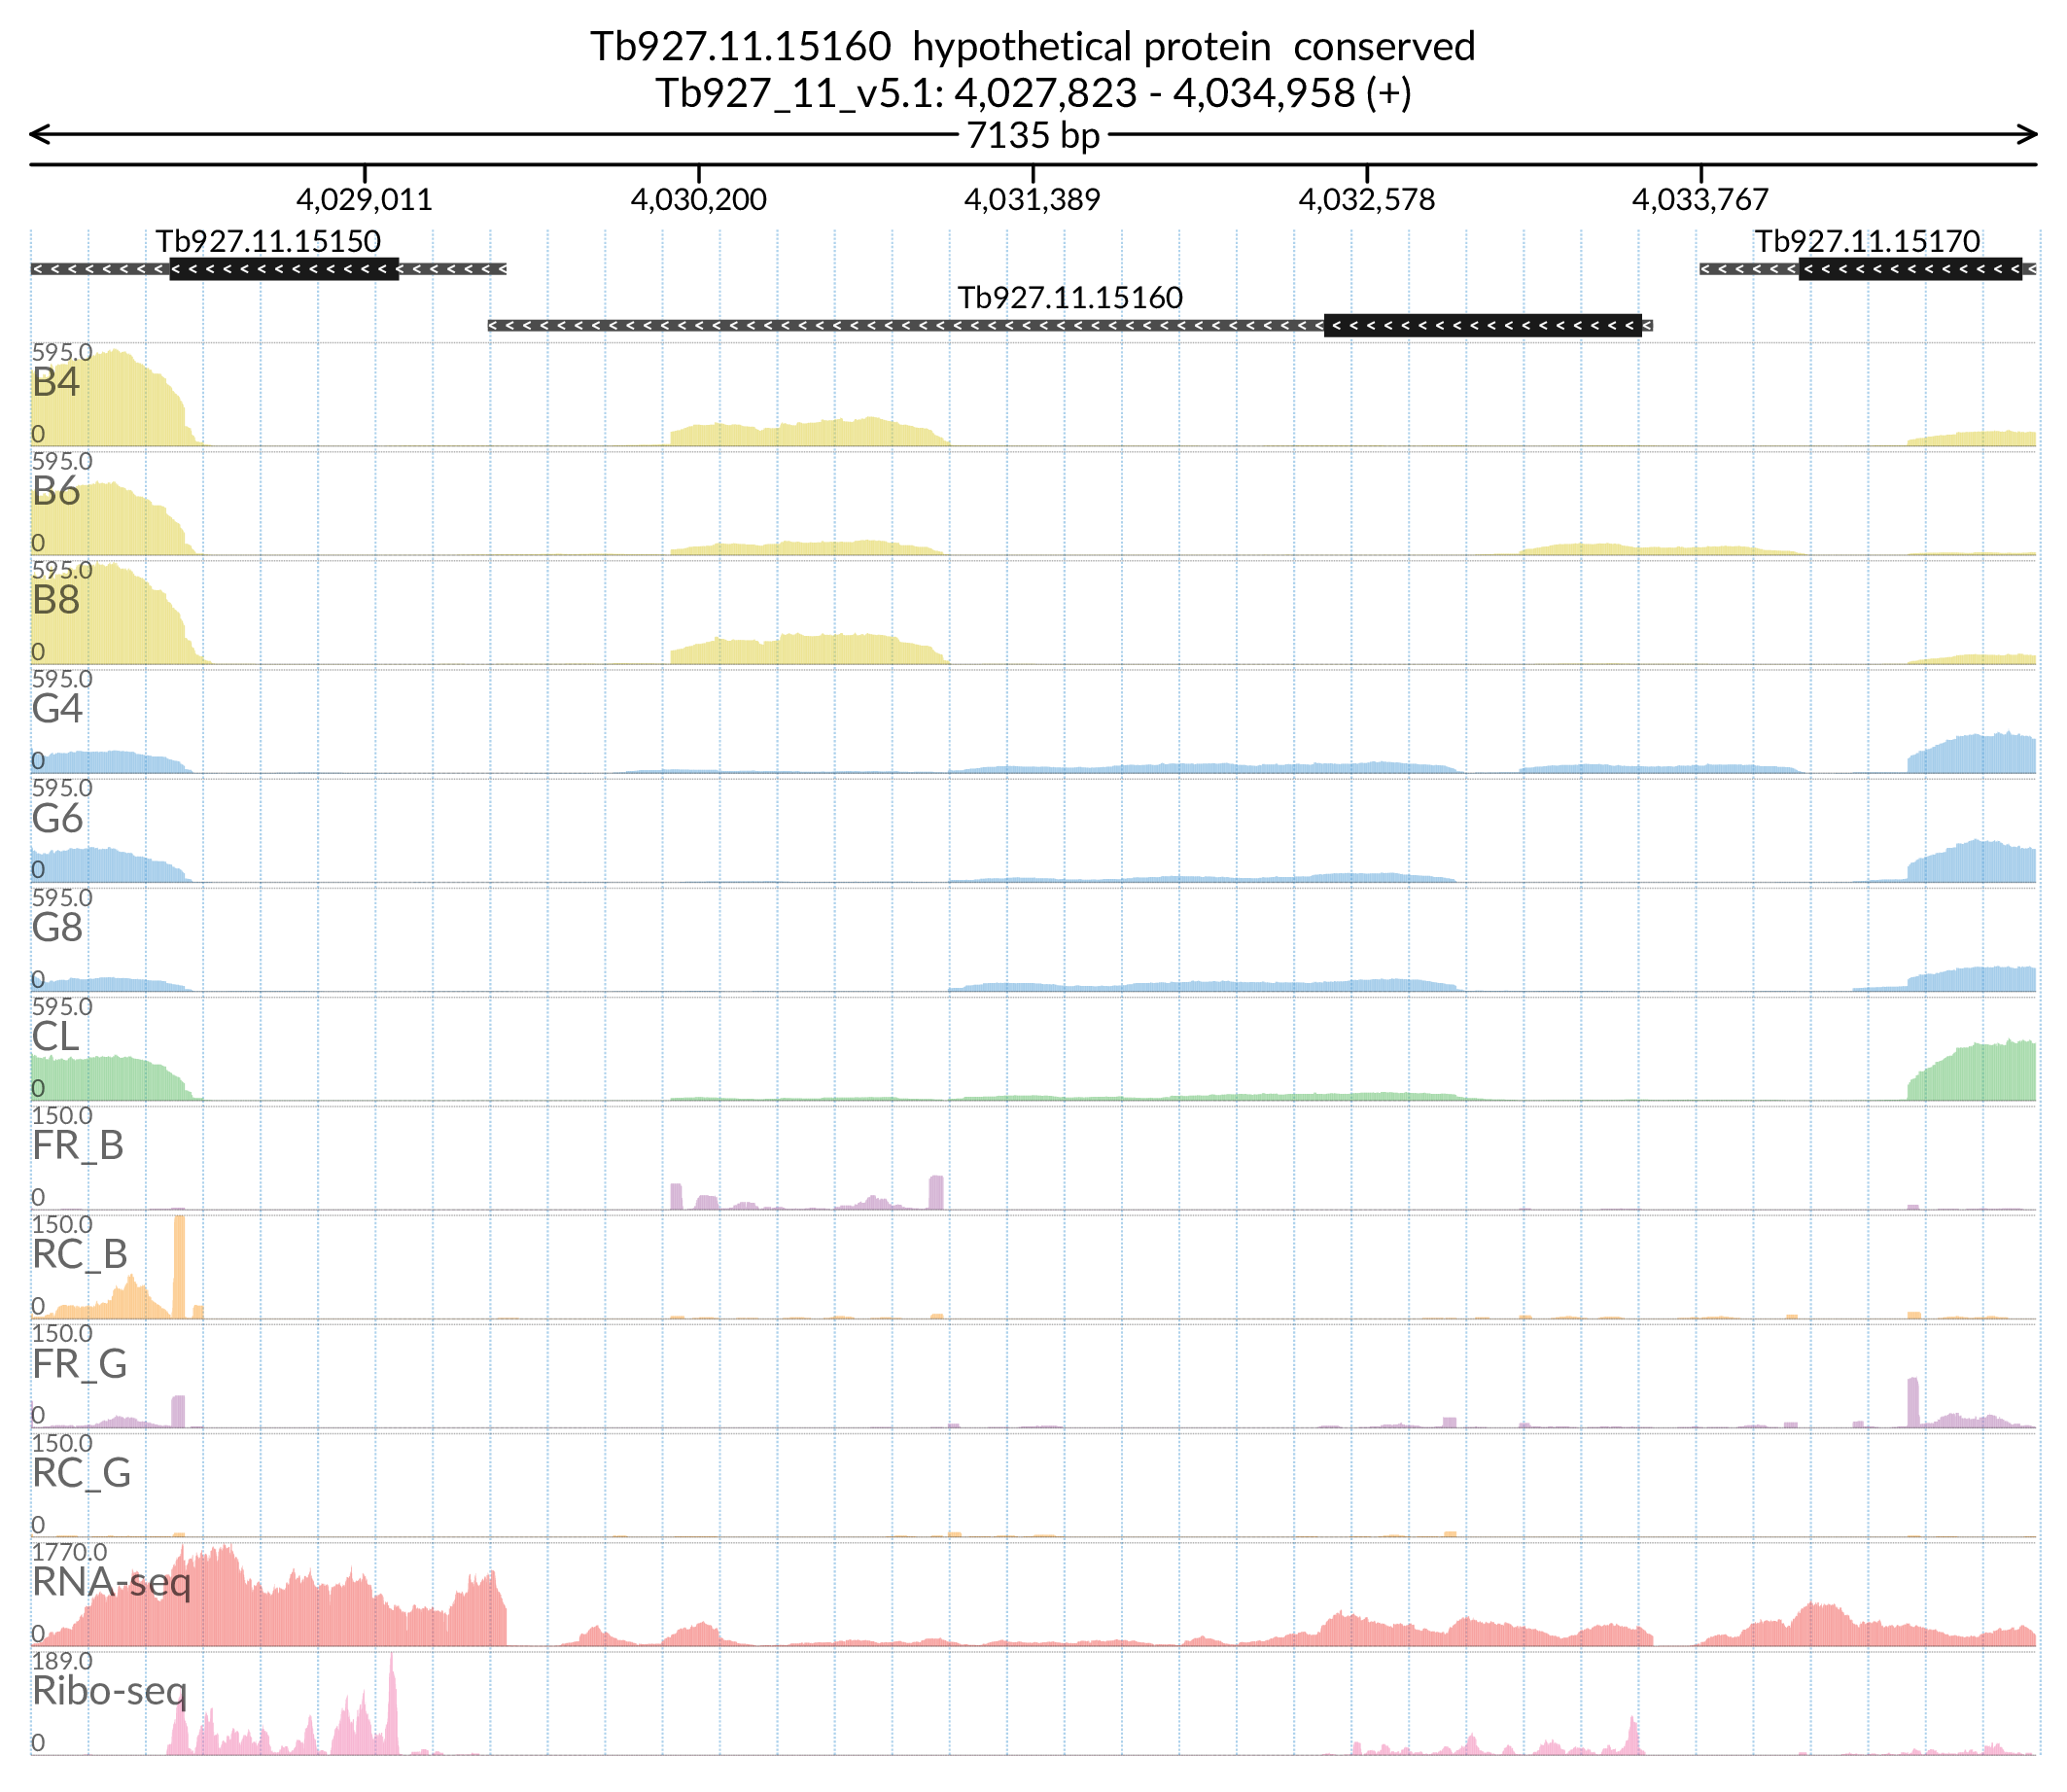 Tb927.11.15160  hypothetical protein  conserved
Tb927_11_v5.1: 4,027,823 - 4,034,958 (+)
7135 bp
4,029,011 4,030,200 4,031,389 4,032,578 4,033,767
Tb927.11.15150 Tb927.11.15170
Tb927.11.15160
595.0
B4
0
595.0
B6
0
595.0
B8
0
595.0
G4
0
595.0
G6
0
595.0
G8
0
595.0
CL
0
150.0
FR_B
0
150.0
RC_B
0
150.0
FR_G
0
150.0
RC_G
0
1770.0
RNA-seq
0
189.0
Ribo-seq
0